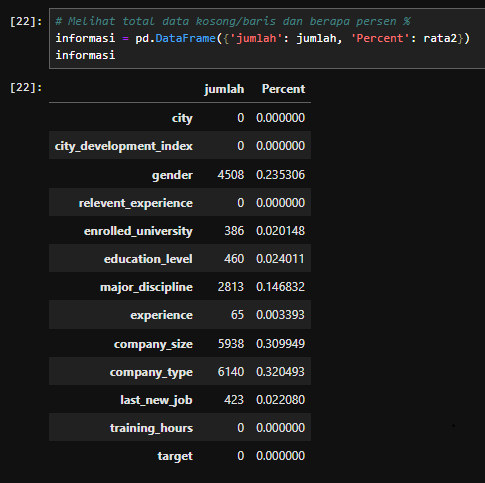 [22]: # Melihat total data kosong/baris dan berapa persen %
informasi = pd.DataFrame({'jumlah': jumlah, 'Percent': rata2})
informasi
[22]: jumlah Percent
city 0 0.000000
city_development_index 0 0.000000
gender 4508 0.235306
relevent_experience 0 0.000000
enrolled_university 386 0.020148
education_level 460 0.024011
major_discipline 2813 0.146832
experience 65 0.003393
company_size 5938 0.309949
company_type 6140 0.320493
last_new_job 423 0.022080
training_hours 0 0.000000
target 0 0.000000